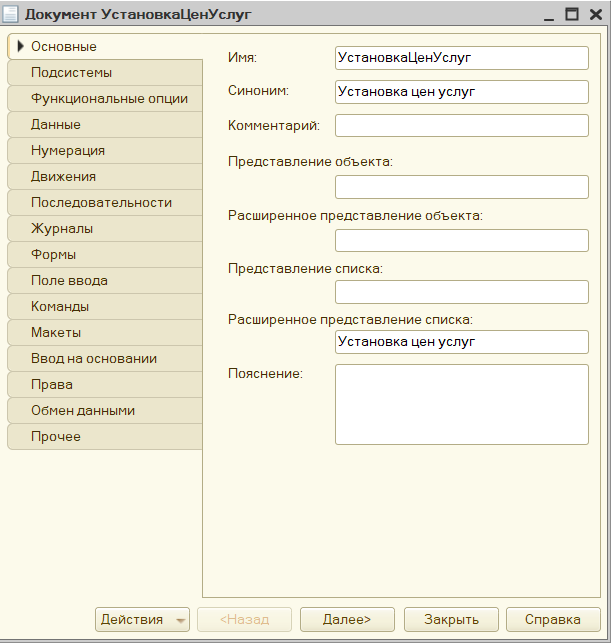 Документ УстановкаЦенУслуг
Основные
Подсистемы
Функциональные опции
Данные
Нумерация
Движения
Последовательности
Журналы
Формы
Поле ввода
Команды
Макеты
Ввод на основании
Права
Обмен данными
Прочее
Имя: УстановкаЦенУслуг
Синоним: Установка цен услуг
Комментарий:
Представление объекта:
Расширенное представление объекта:
Представление списка:
Расширенное представление списка:
Установка цен услуг
Пояснение:
Действия <Назад Далее> Закрыть Справка